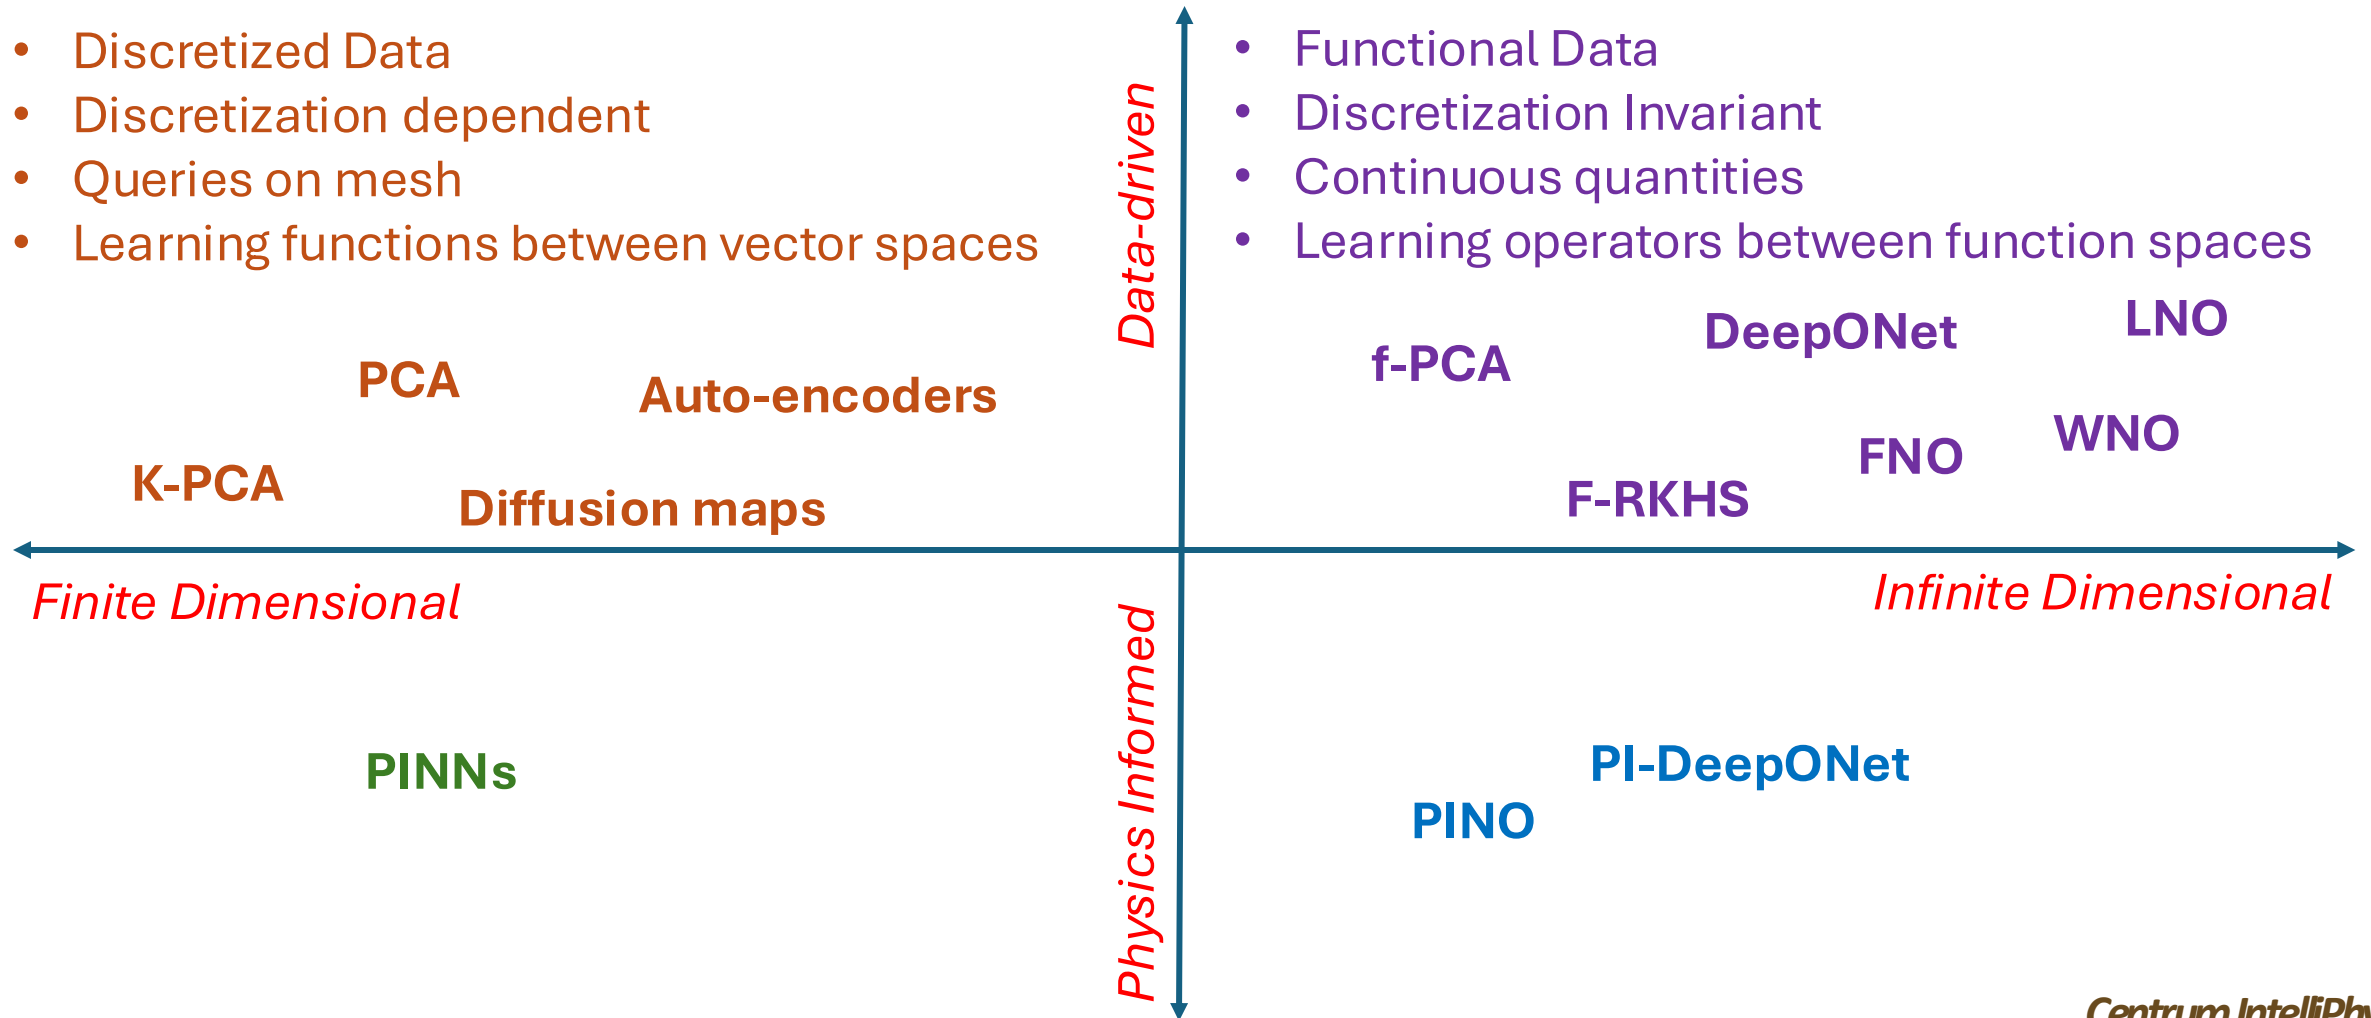 • Discretized Data
• Discretization dependent
• Queries on mesh
• Learning functions between vector spaces
• Functional Data
• Discretization Invariant
• Continuous quantities
• Learning operators between function spaces
Data-driven
PCA
Auto-encoders
K-PCA
Diffusion maps
f-PCA
DeepONet
LNO
FNO
WNO
F-RKHS
Finite Dimensional
Infinite Dimensional
Physics Informed
PINNs
PI-DeepONet
PINO
Centrum